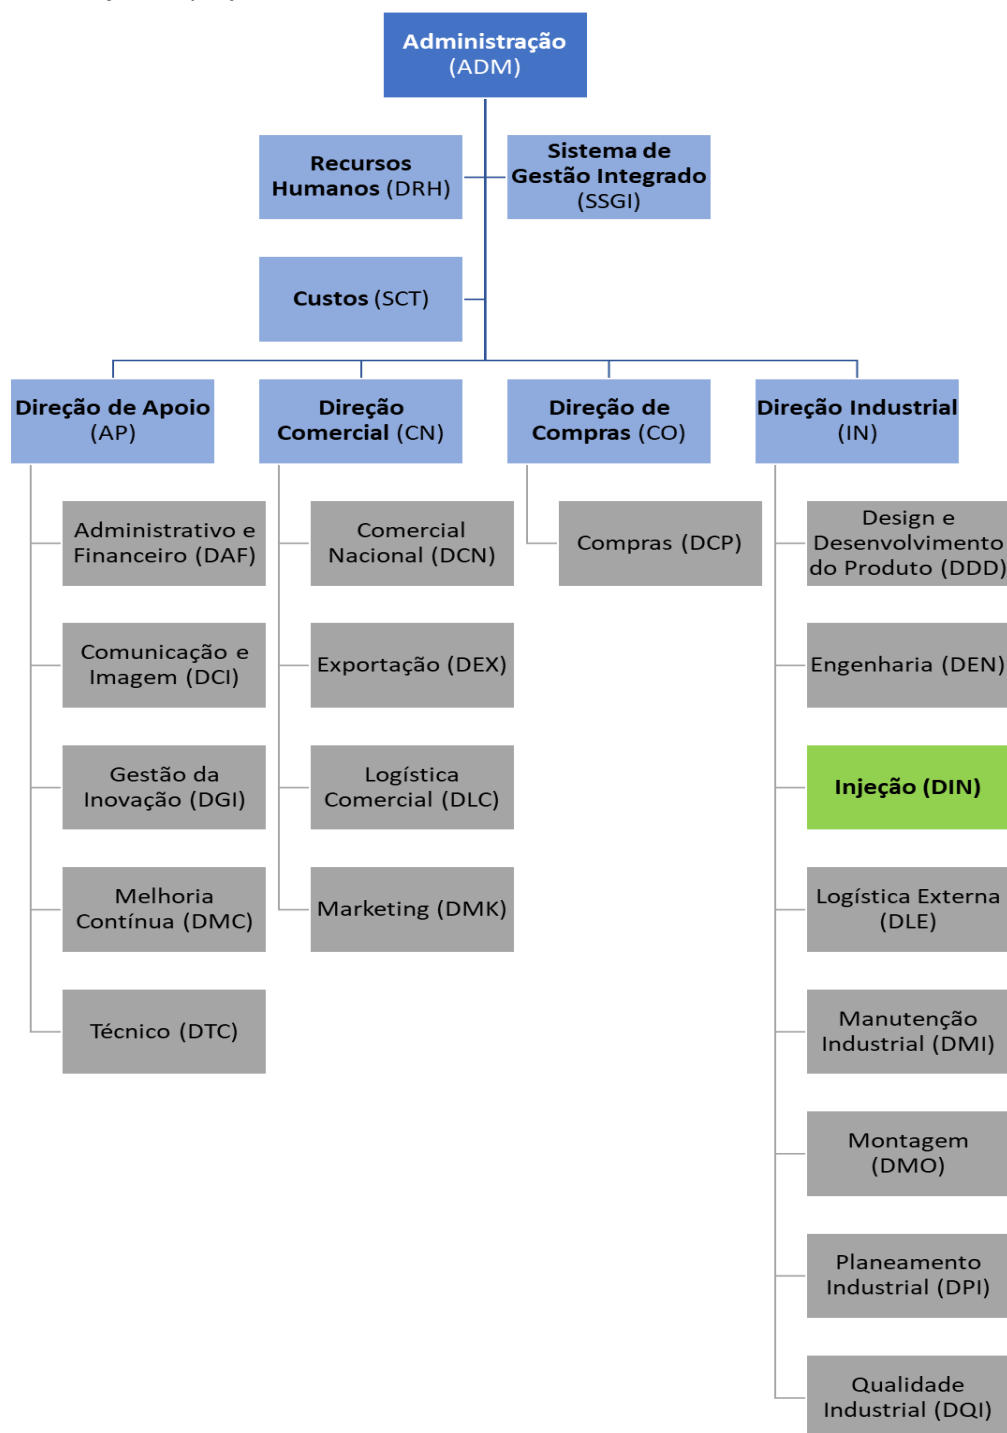 Administração
(ADM)
Recursos
Humanos (DRH)
Sistema de
Gestão Integrado
(SSGI)
Custos (SCT)
Direção de Apoio
(AP)
Direção
Comercial (CN)
Direção de
Compras (CO)
Direção Industrial
(IN)
Administrativo e
Financeiro (DAF)
Comunicação e
Imagem (DCI)
Gestão da
Inovação (DGI)
Melhoria
Contínua (DMC)
Técnico (DTC)
Comercial
Nacional (DCN)
Exportação (DEX)
Logística
Comercial (DLC)
Marketing (DMK)
Compras (DCP)
Design e
Desenvolvimento
do Produto (DDD)
Engenharia (DEN)
Injeção (DIN)
Logística Externa
(DLE)
Manutenção
Industrial (DMI)
Montagem
(DMO)
Planeamento
Industrial (DPI)
Qualidade
Industrial (DQI)